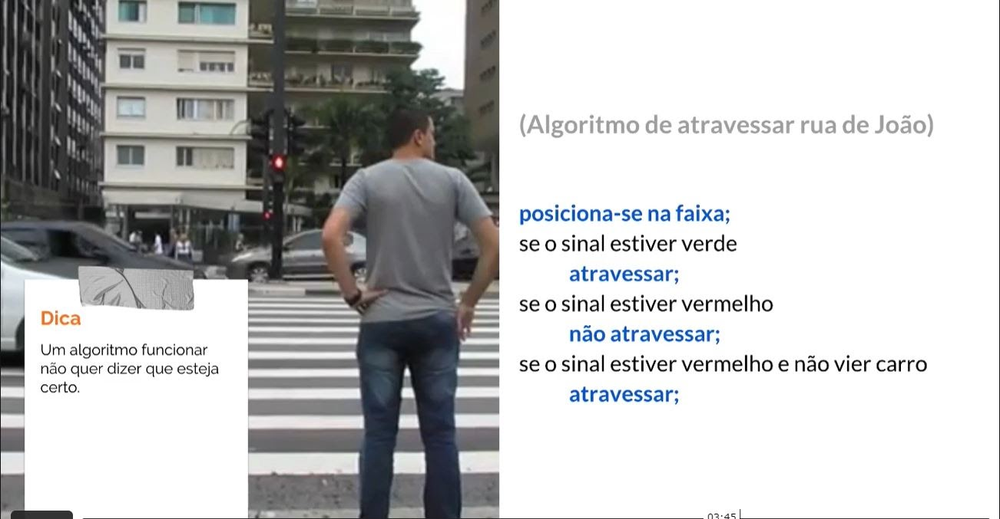 (Algoritmo de atravessar rua de João)
posiciona-se na faixa;
se o sinal estiver verde
atravessar;
se o sinal estiver vermelho
não atravessar;
se o sinal estiver vermelho e não vier carro
atravessar;
Dica
Um algoritmo funcionar
não quer dizer que esteja
certo.
03:45